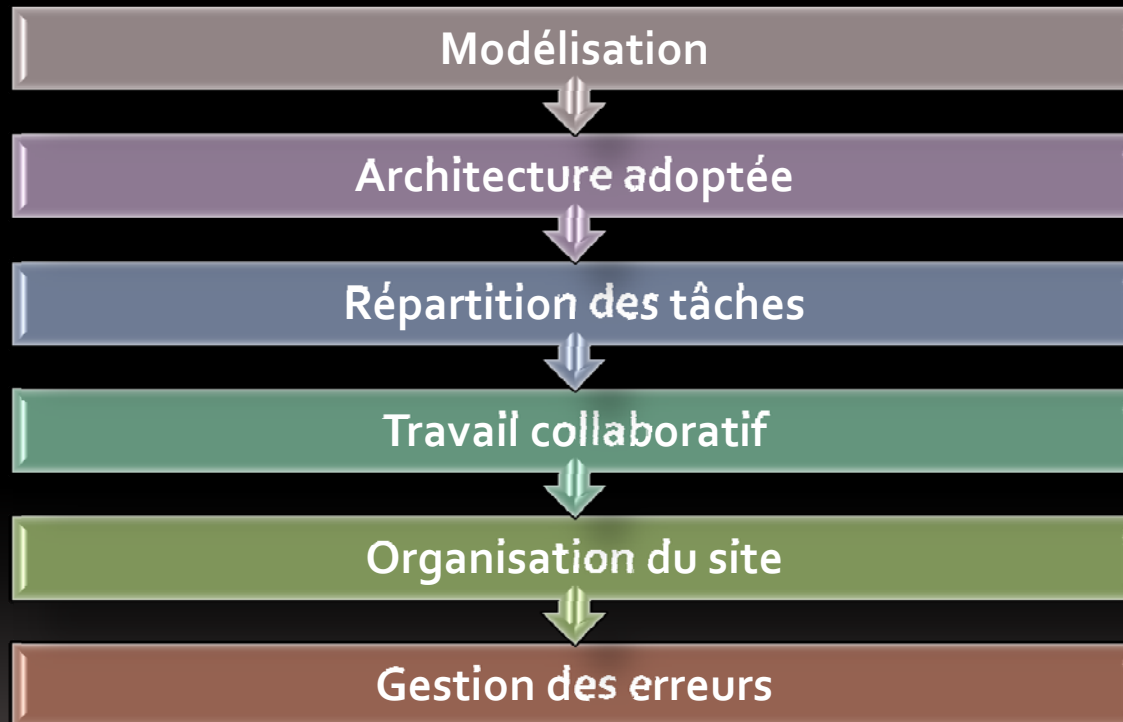 Modélisation
Architecture adoptée
Répartition des tâches
Travail collaboratif
Organisation du site
Gestion des erreurs